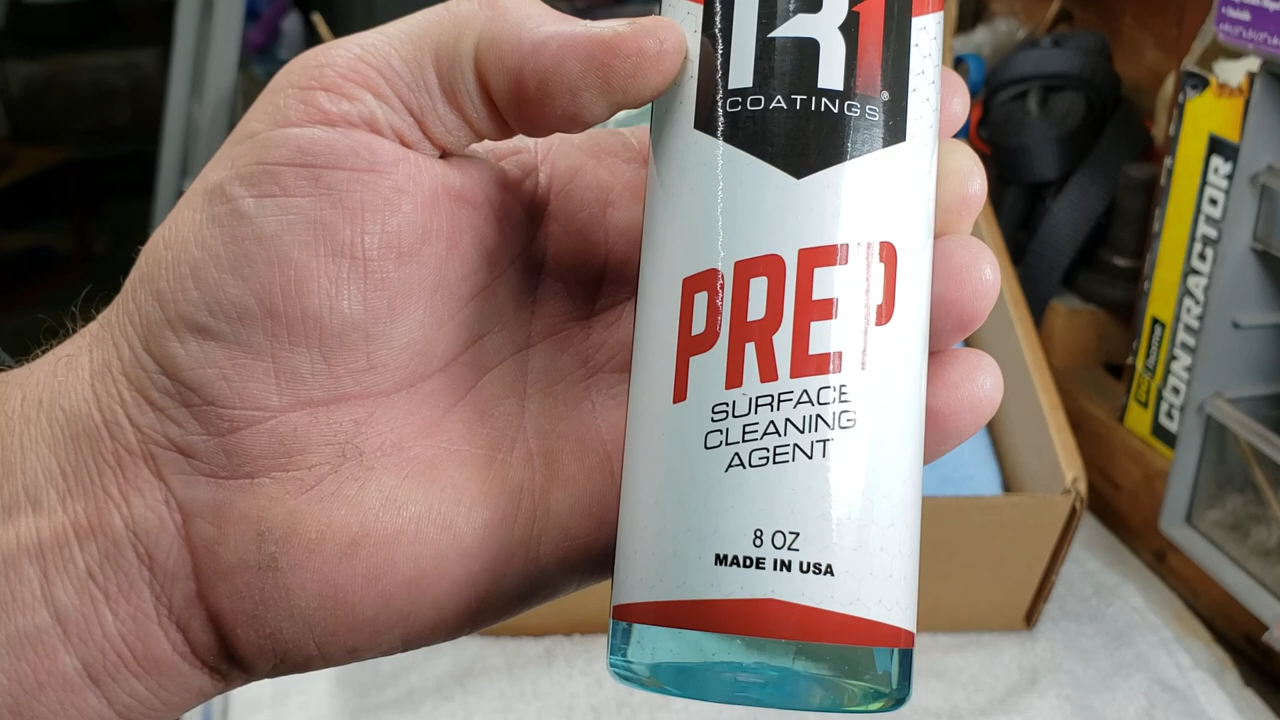 R1
COATINGS®
PREP
SURFACE
CLEANING
AGENT
8 OZ
MADE IN USA
CONTRACTOR